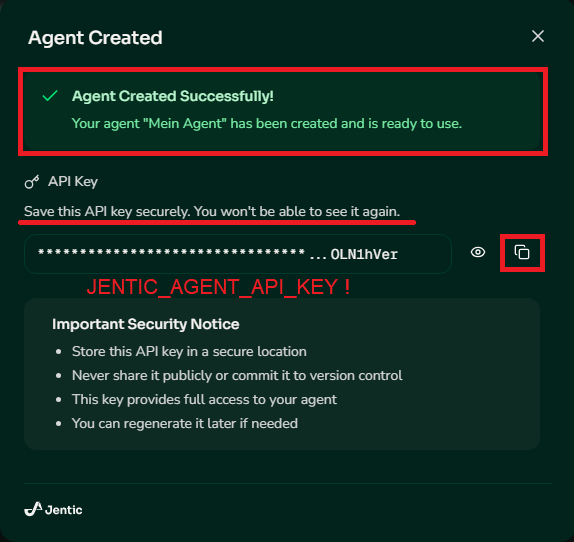 Agent Created
Agent Created Successfully!
Your agent "Mein Agent" has been created and is ready to use.
API Key
Save this API key securely. You won't be able to see it again.
********************************...OLN1hVer
JENTIC_AGENT_API_KEY !
Important Security Notice
• Store this API key in a secure location
• Never share it publicly or commit it to version control
• This key provides full access to your agent
• You can regenerate it later if needed
Jentic